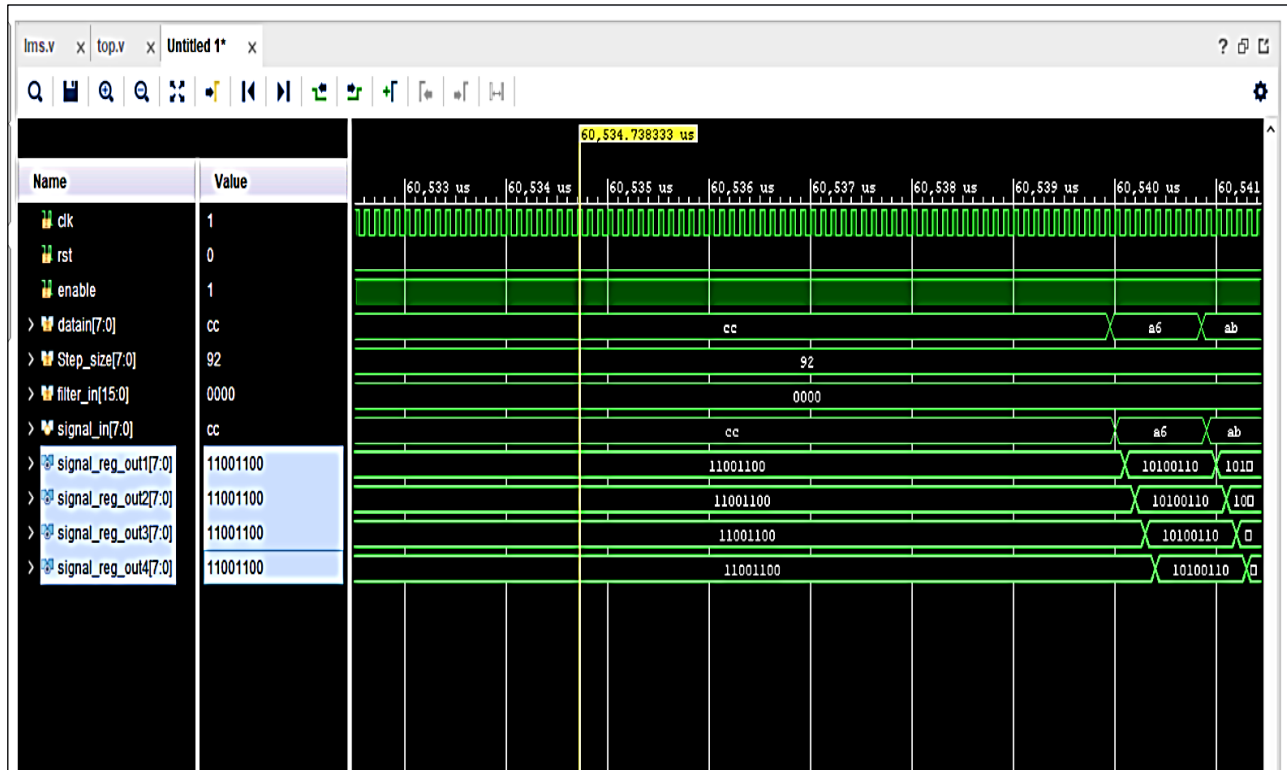 lms.v x top.v x Untitled 1* x ?
60,534.738333 us
Name Value
60,533 us 60,534 us 60,535 us 60,536 us 60,537 us 60,538 us 60,539 us 60,540 us 60,541
clk 1
rst 0
enable 1
datain[7:0] cc cc a6 ab
Step_size[7:0] 92 92
filter_in[15:0] 0000 0000
signal_in[7:0] cc cc a6 ab
signal_reg_out1[7:0] 11001100 11001100 10100110 101
signal_reg_out2[7:0] 11001100 11001100 10100110 10
signal_reg_out3[7:0] 11001100 11001100 10100110
signal_reg_out4[7:0] 11001100 11001100 10100110